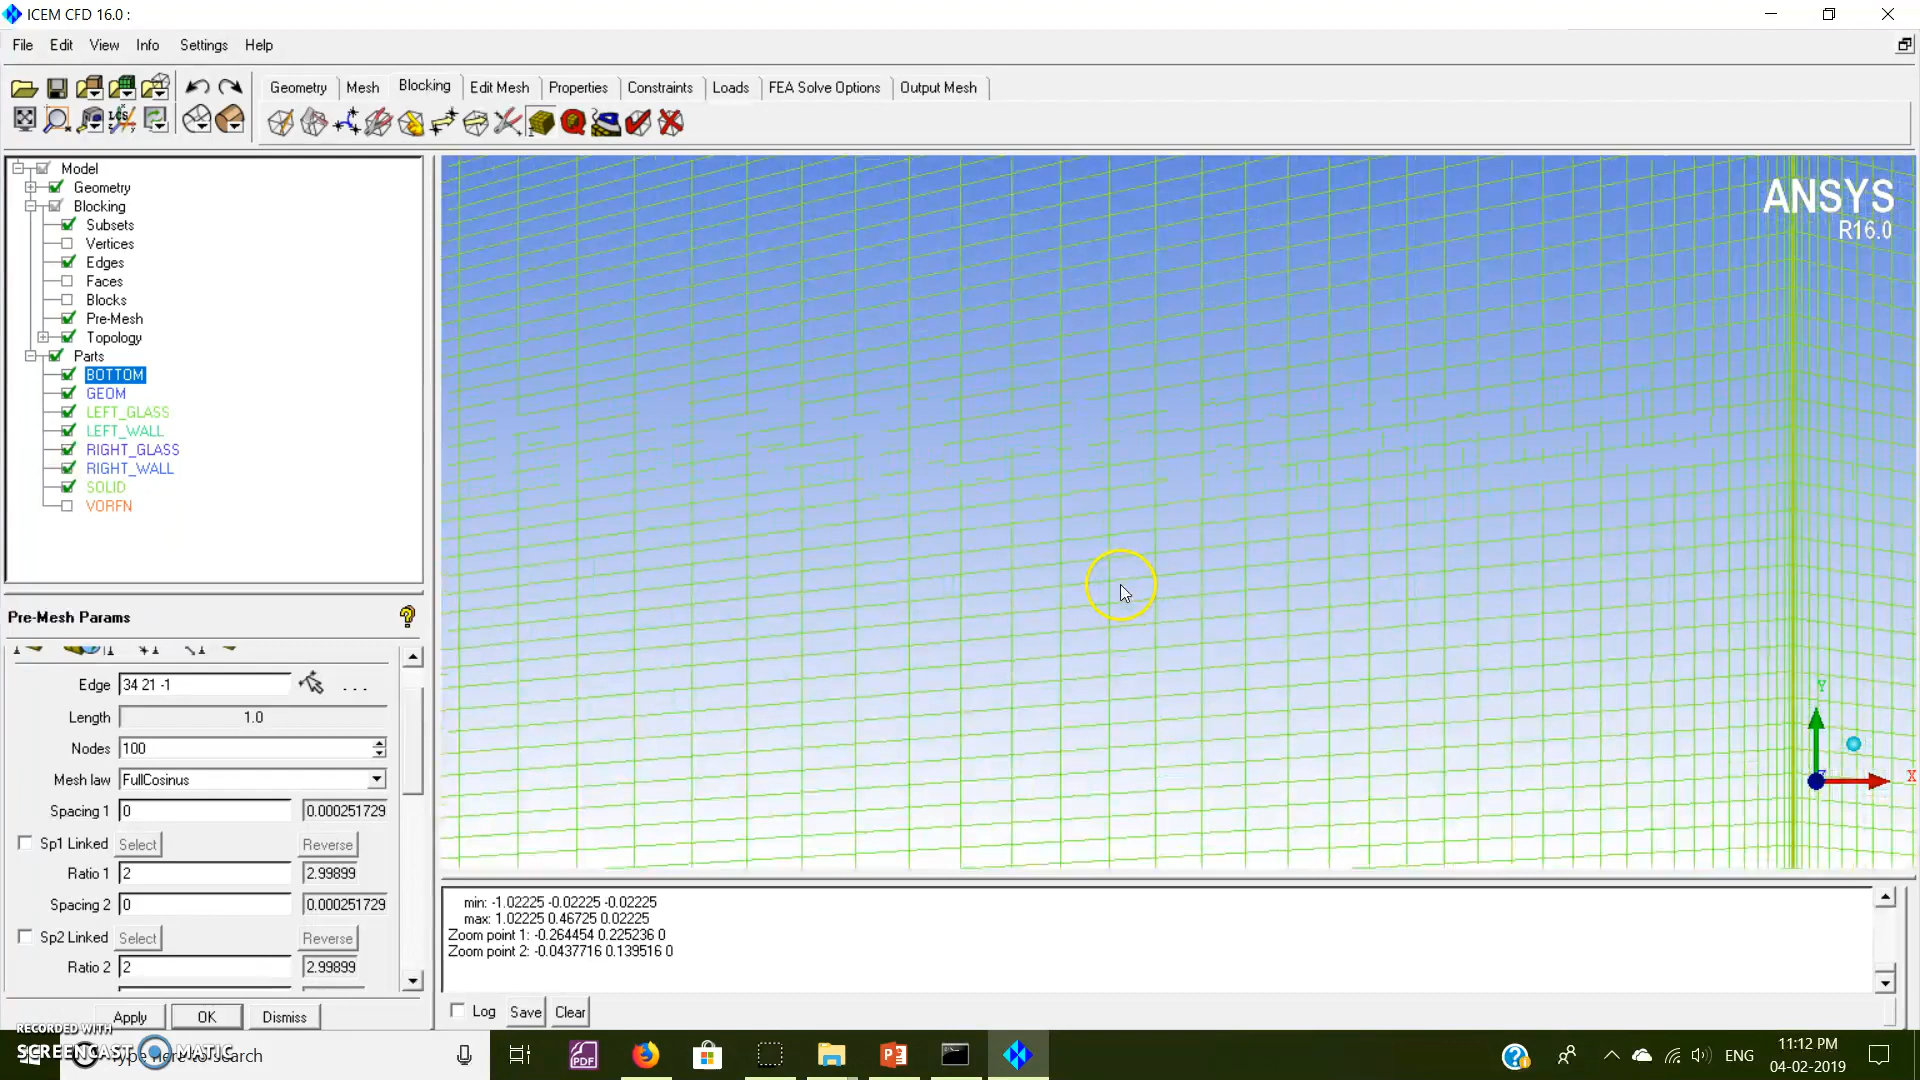 ICEM CFD 16.0 :
File Edit View Info Settings Help
Geometry Mesh Blocking Edit Mesh Properties Constraints Loads FEA Solve Options Output Mesh
LCS
Model
Geometry
Blocking
Subsets
Vertices
Edges
Faces
Blocks
Pre-Mesh
Topology
Parts
BOTTOM
GEOM
LEFT_GLASS
LEFT_WALL
RIGHT_GLASS
RIGHT_WALL
SOLID
VORFN
ANSYS
R16.0
Y
X
Pre-Mesh Params
Edge 34 21 -1 ...
Length 1.0
Nodes 100
Mesh law FullCosinus
Spacing 1 0 0.000251729
Sp1 Linked Select Reverse
Ratio 1 2 2.99899
Spacing 2 0 0.000251729
Sp2 Linked Select Reverse
Ratio 2 2 2.99899
Apply OK Dismiss
min: -1.02225 -0.02225 -0.02225
max: 1.02225 0.46725 0.02225
Zoom point 1: -0.264454 0.225236 0
Zoom point 2: -0.0437716 0.139516 0
Log Save Clear
RECORDED WITH
SCREENCAST MATIC
Type here to search
PDF
ENG
11:12 PM
04-02-2019